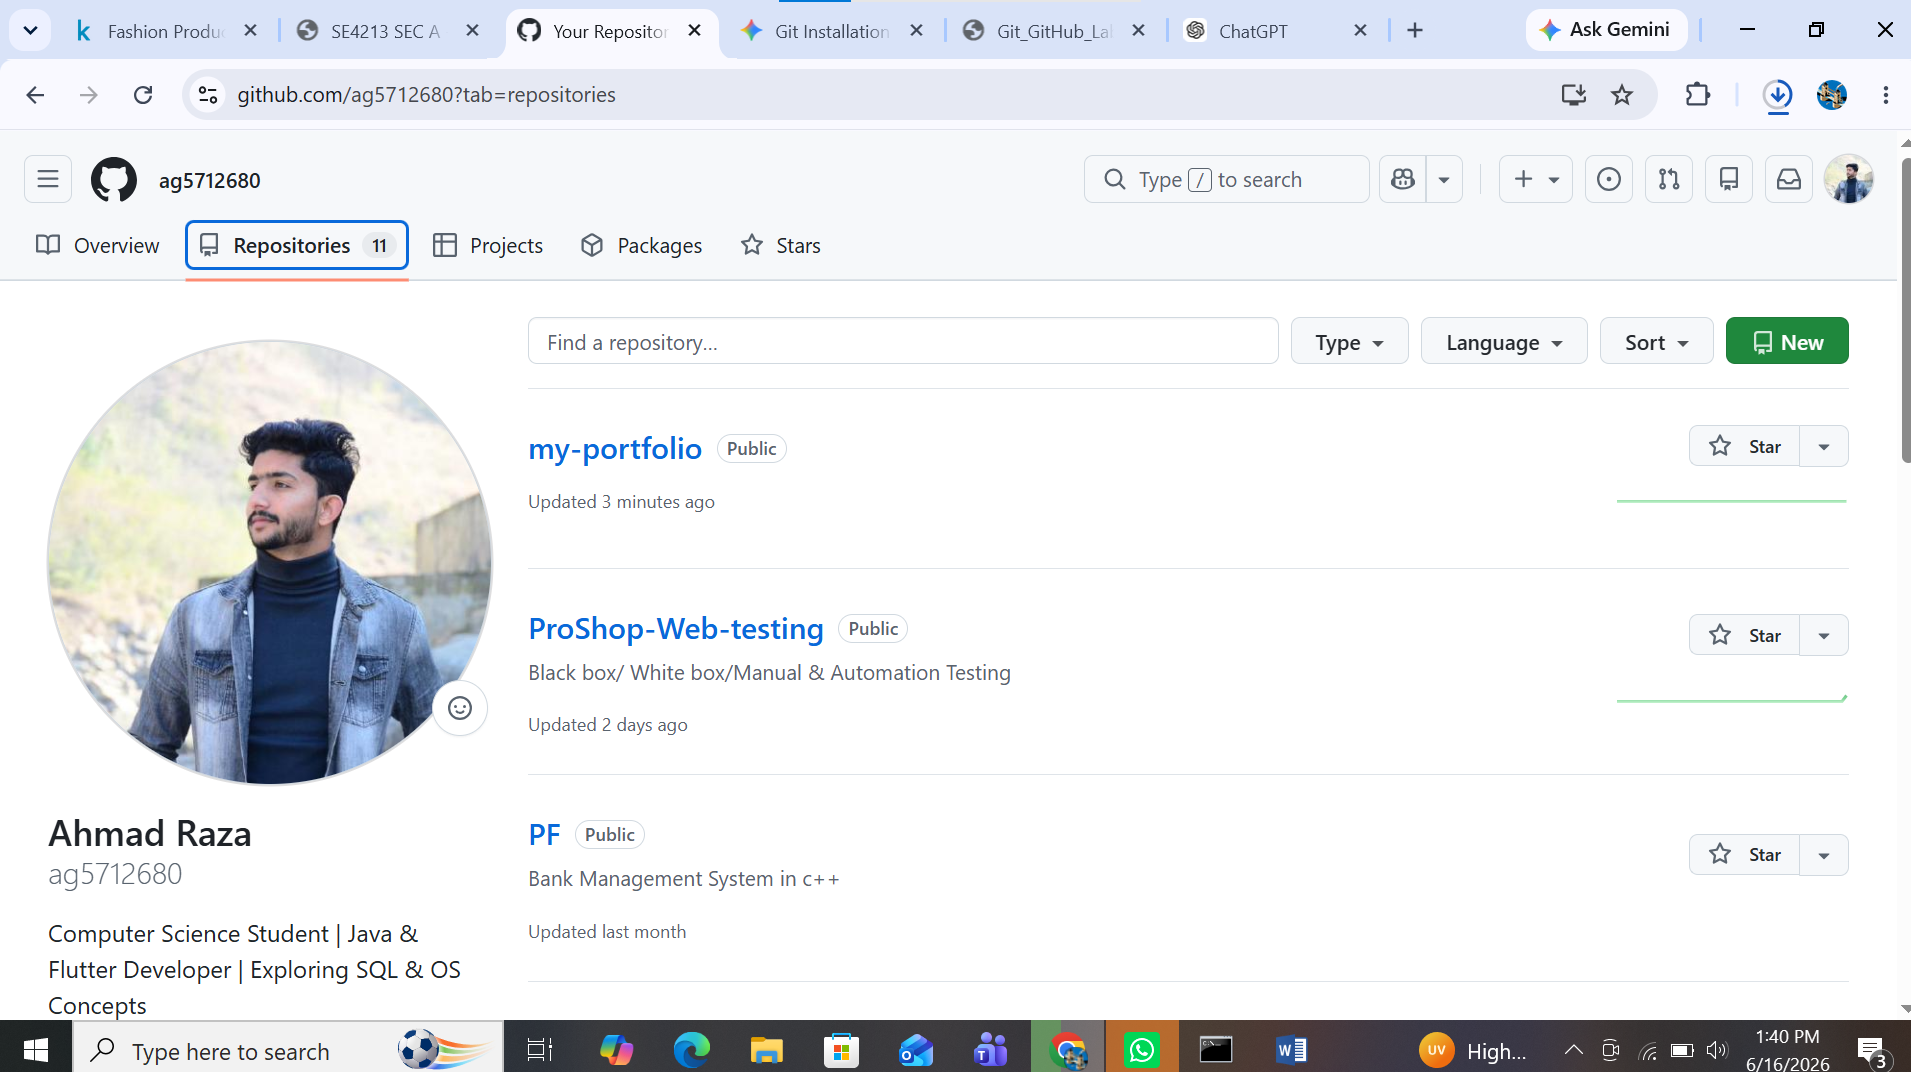 Fashion Produ
SE4213 SEC A
Your Repositor
Git Installation
Git_GitHub_Lal
ChatGPT
Ask Gemini
github.com/ag5712680?tab=repositories
ag5712680
Type / to search
Overview
Repositories 11
Projects
Packages
Stars
Find a repository...
Type
Language
Sort
New
my-portfolio Public
Star
Updated 3 minutes ago
ProShop-Web-testing Public
Star
Black box/ White box/Manual & Automation Testing
Updated 2 days ago
PF Public
Star
Bank Management System in c++
Updated last month
Ahmad Raza
ag5712680
Computer Science Student | Java &
Flutter Developer | Exploring SQL & OS
Concepts
Type here to search
UV High...
1:40 PM
6/16/2026
3